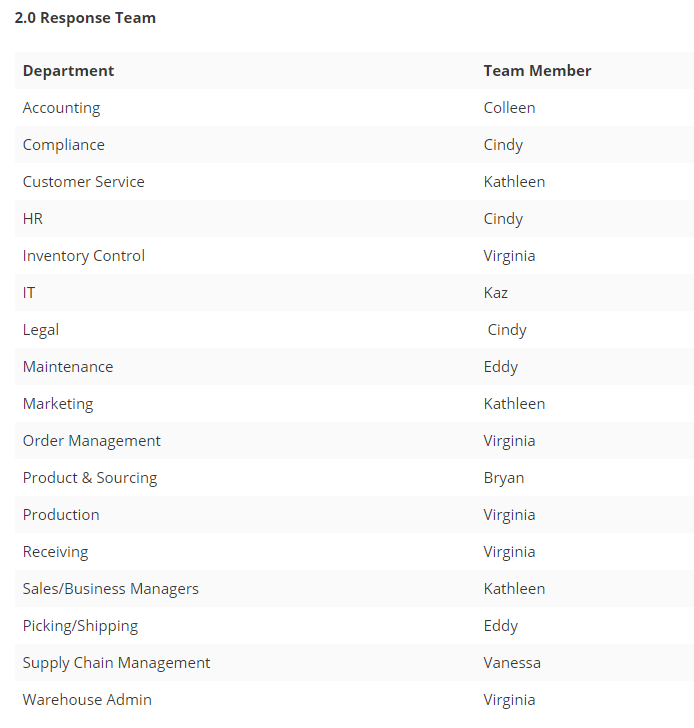 2.0 Response Team
Department Team Member
Accounting Colleen
Compliance Cindy
Customer Service Kathleen
HR Cindy
Inventory Control Virginia
IT Kaz
Legal Cindy
Maintenance Eddy
Marketing Kathleen
Order Management Virginia
Product & Sourcing Bryan
Production Virginia
Receiving Virginia
Sales/Business Managers Kathleen
Picking/Shipping Eddy
Supply Chain Management Vanessa
Warehouse Admin Virginia